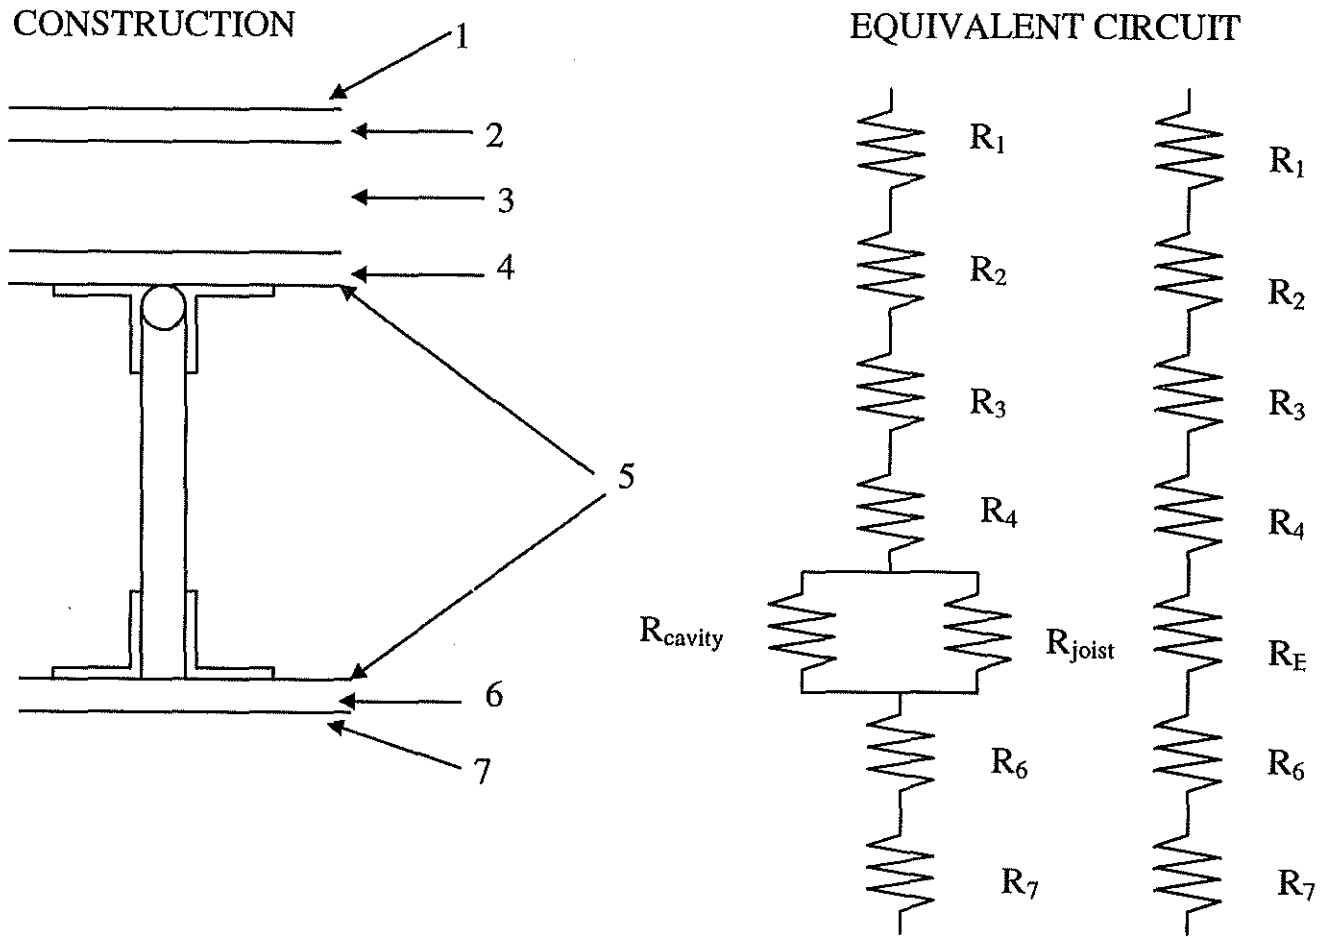 CONSTRUCTION
1
2
3
4
5
6
7
EQUIVALENT CIRCUIT
R1
R2
R3
R4
Rcavity
Rjoist
R6
R7
R1
R2
R3
R4
RE
R6
R7